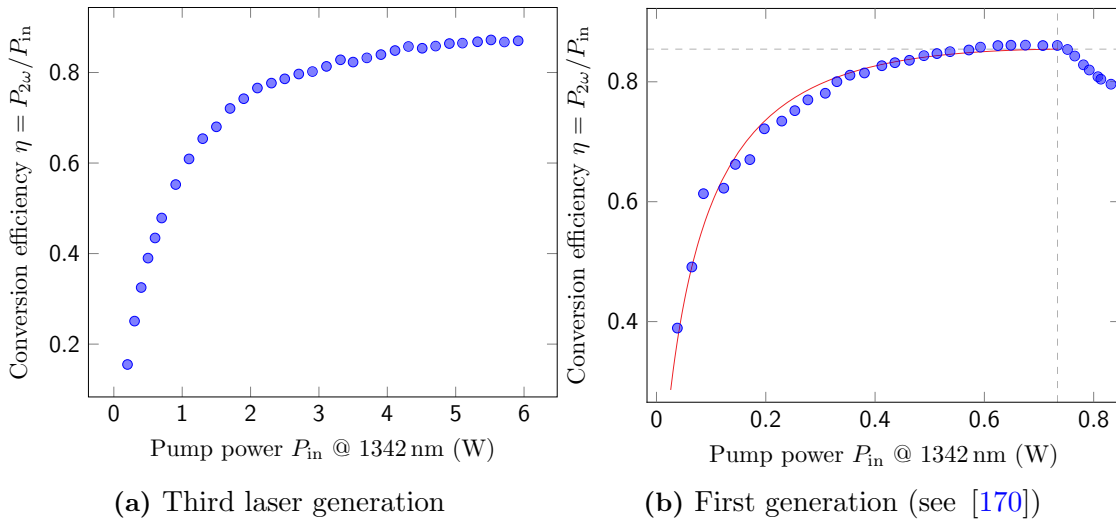 Conversion efficiency η = P2ω/Pin
0.8
0.6
0.4
0.2
0 1 2 3 4 5 6
Pump power Pin @ 1342 nm (W)
(a) Third laser generation
Conversion efficiency η = P2ω/Pin
0.8
0.6
0.4
0 0.2 0.4 0.6 0.8
Pump power Pin @ 1342 nm (W)
(b) First generation (see [170])